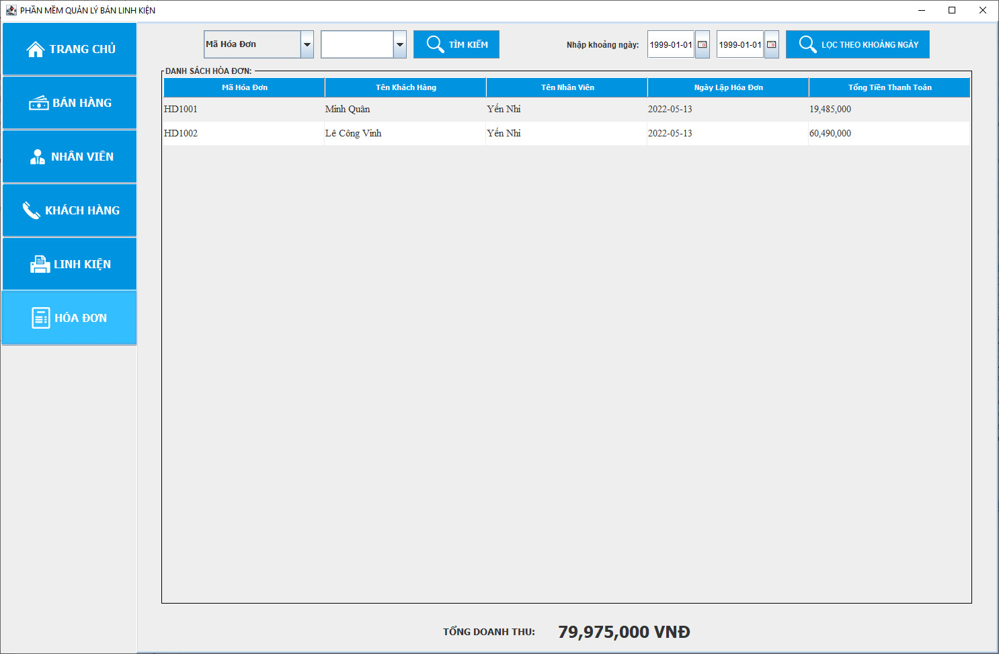 PHẦN MỀM QUẢN LÝ BÁN LINH KIỆN
TRANG CHỦ
BÁN HÀNG
NHÂN VIÊN
KHÁCH HÀNG
LINH KIỆN
HÓA ĐƠN
Mã Hóa Đơn TÌM KIẾM Nhập khoảng ngày: 1999-01-01 1999-01-01 LỌC THEO KHOẢNG NGÀY
DANH SÁCH HÓA ĐƠN:
Mã Hóa Đơn Tên Khách Hàng Tên Nhân Viên Ngày Lập Hóa Đơn Tổng Tiền Thanh Toán
HD1001 Minh Quân Yến Nhi 2022-05-13 19,485,000
HD1002 Lê Công Vinh Yến Nhi 2022-05-13 60,490,000
TỔNG DOANH THU: 79,975,000 VNĐ